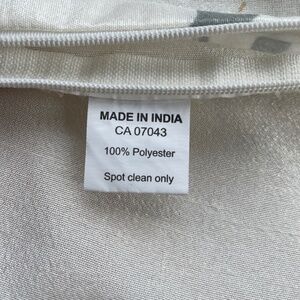 MADE IN INDIA
CA 07043
100% Polyester
Spot clean only